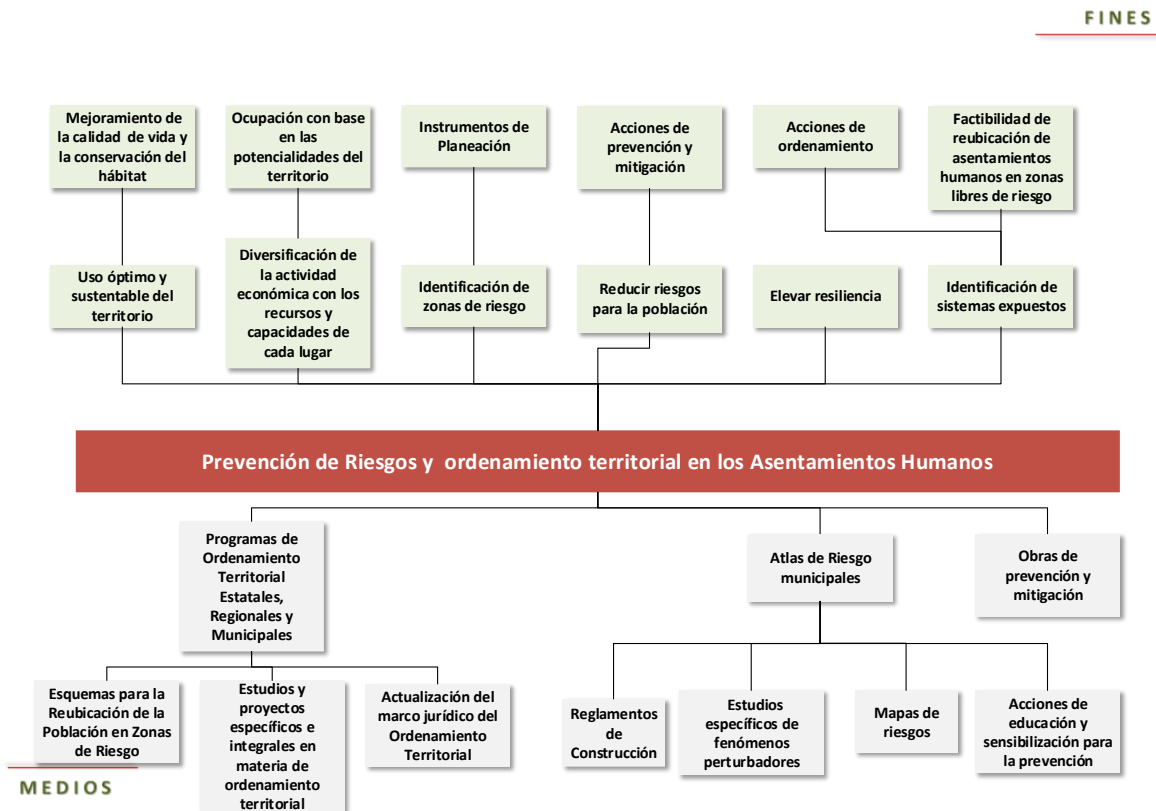 FINES
Mejoramiento de
la calidad de vida y
la conservación del
hábitat
Ocupación con base
en las
potencialidades del
territorio
Instrumentos de
Planeación
Acciones de
prevención y
mitigación
Acciones de
ordenamiento
Factibilidad de
reubicación de
asentamientos
humanos en zonas
libres de riesgo
Uso óptimo y
sustentable del
territorio
Diversificación de
la actividad
económica con los
recursos y
capacidades de
cada lugar
Identificación de
zonas de riesgo
Reducir riesgos
para la población
Elevar resiliencia
Identificación de
sistemas expuestos
Prevención de Riesgos y ordenamiento territorial en los Asentamientos Humanos
Programas de
Ordenamiento
Territorial
Estatales,
Regionales y
Municipales
Atlas de Riesgo
municipales
Obras de
prevención y
mitigación
Esquemas para la
Reubicación de la
Población en Zonas
de Riesgo
Estudios y
proyectos
específicos e
integrales en
materia de
ordenamiento
territorial
Actualización del
marco jurídico del
Ordenamiento
Territorial
Reglamentos
de
Construcción
Estudios
específicos de
fenómenos
perturbadores
Mapas de
riesgos
Acciones de
educación y
sensibilización para
la prevención
MEDIOS